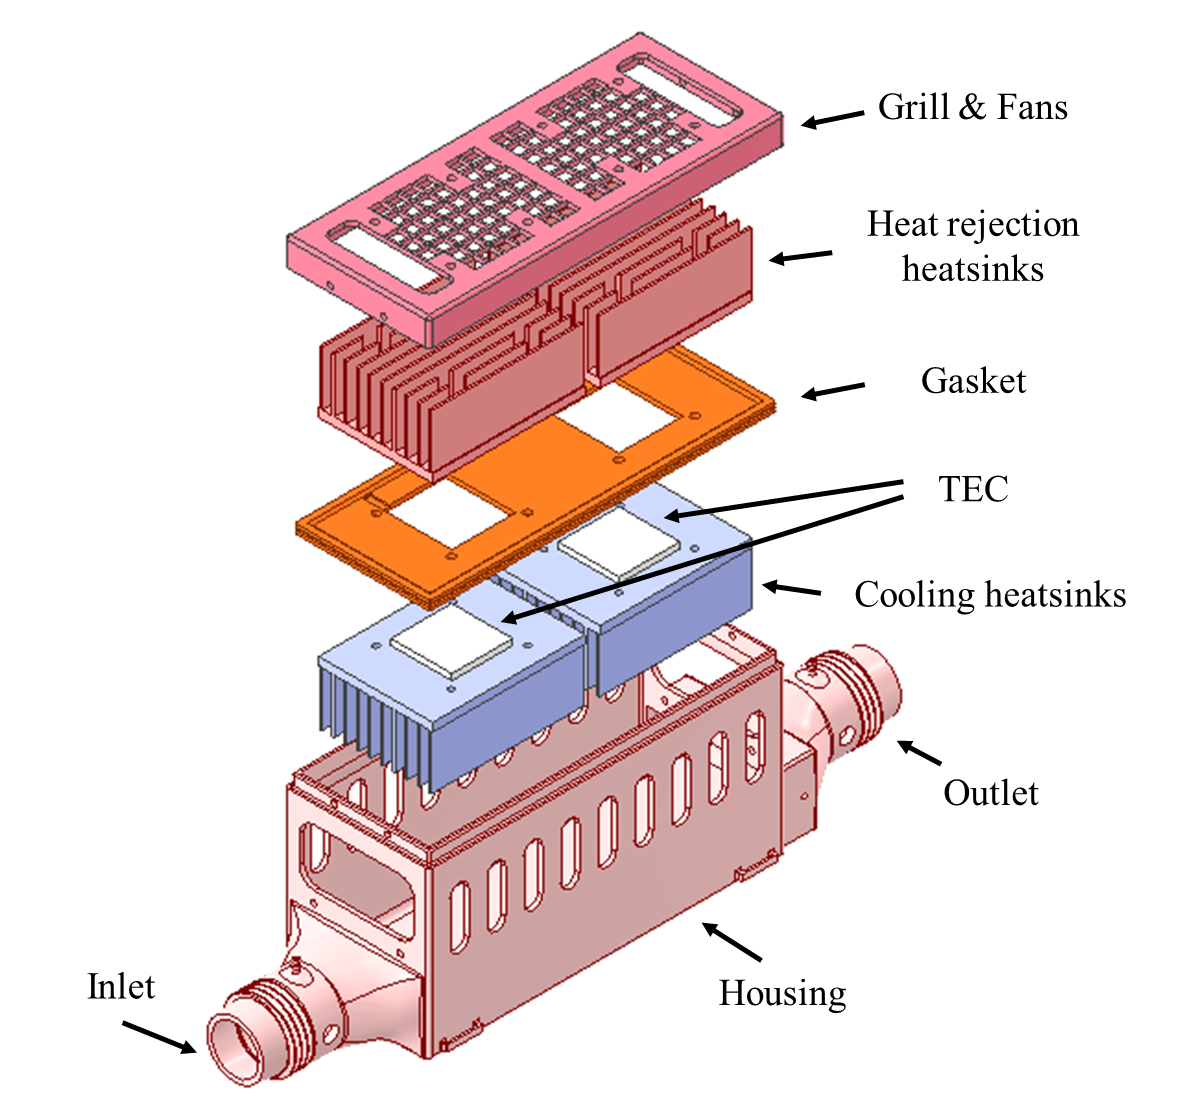 Grill & Fans
Heat rejection
heatsinks
Gasket
TEC
Cooling heatsinks
Outlet
Inlet
Housing